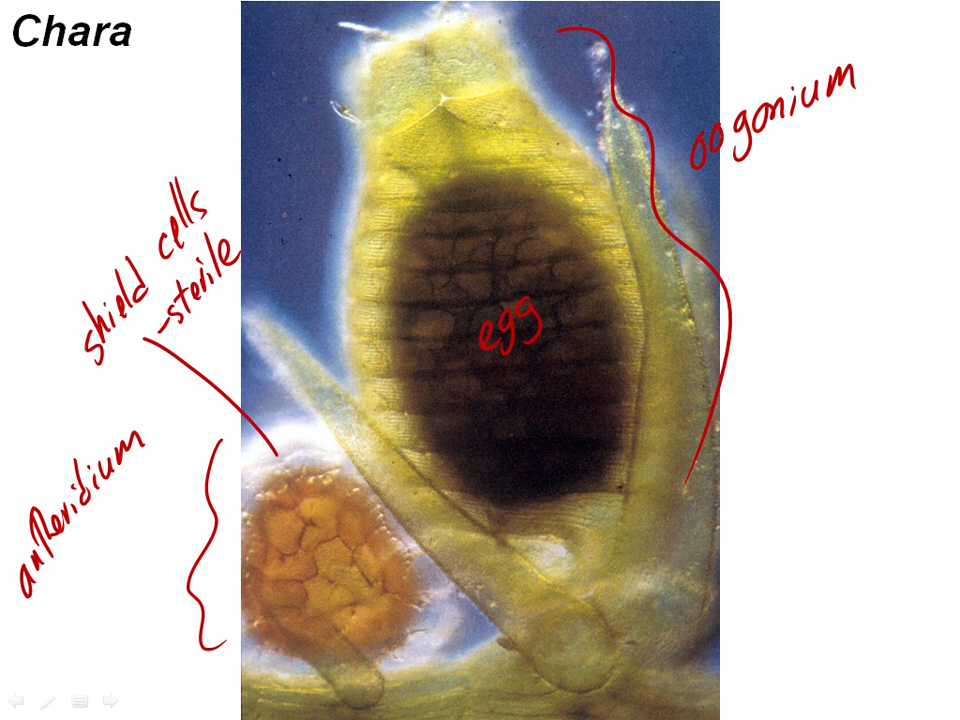 Chara
oogonium
shield cells
-sterile
egg
antheridium